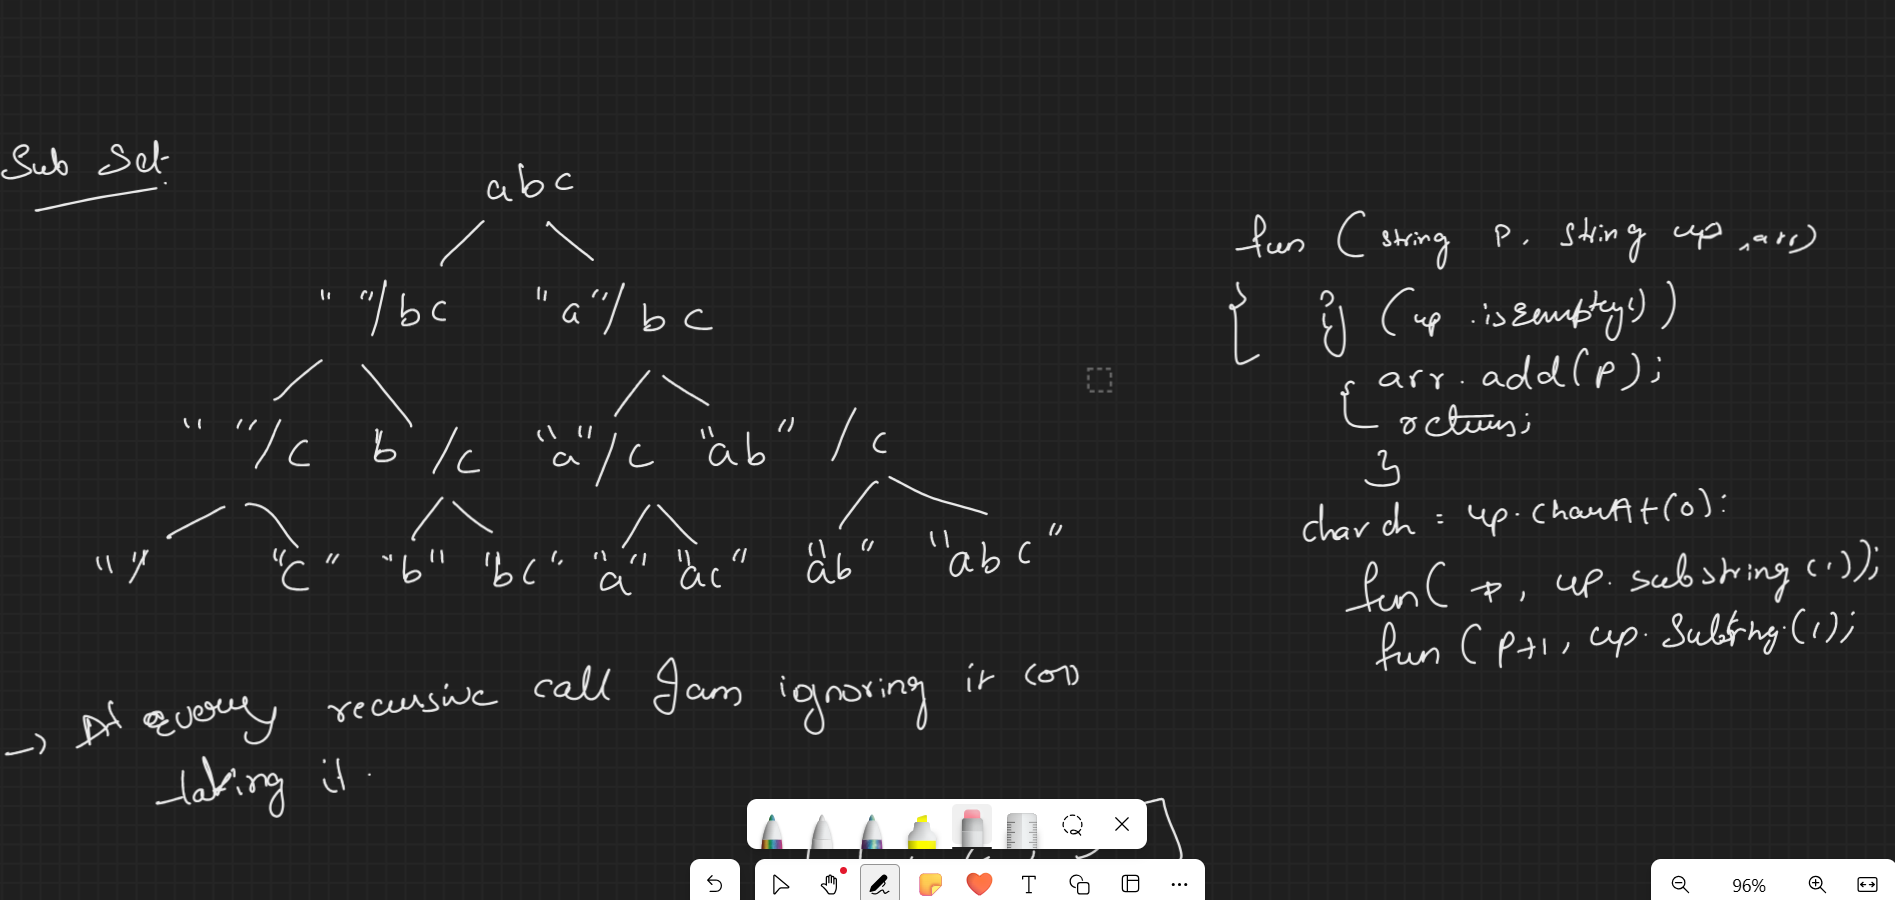 Sub Set
abc
" "/bc "a"/ bc
" "/c b /c "a"/c "ab" /c
" " "c" "b" "bc" "a" "ac" "ab" "abc"
→ At every recursive call I am ignoring it (or)
taking it.
fun (string p, string up, arr)
{ if (up.isEmpty())
{ arr.add(p);
return;
}
char ch = up.charAt(0):
fun( p, up.substring(1));
fun (p+1, up.Substring.(1);
T
96%